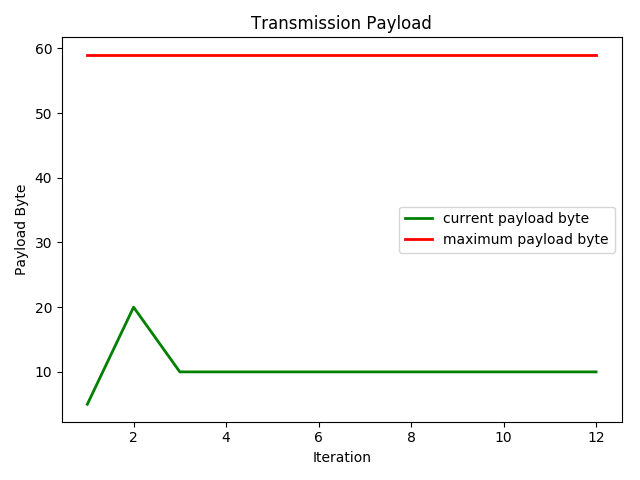 Transmission Payload
Payload Byte
60
50
40
30
20
10
current payload byte
maximum payload byte
2 4 6 8 10 12
Iteration